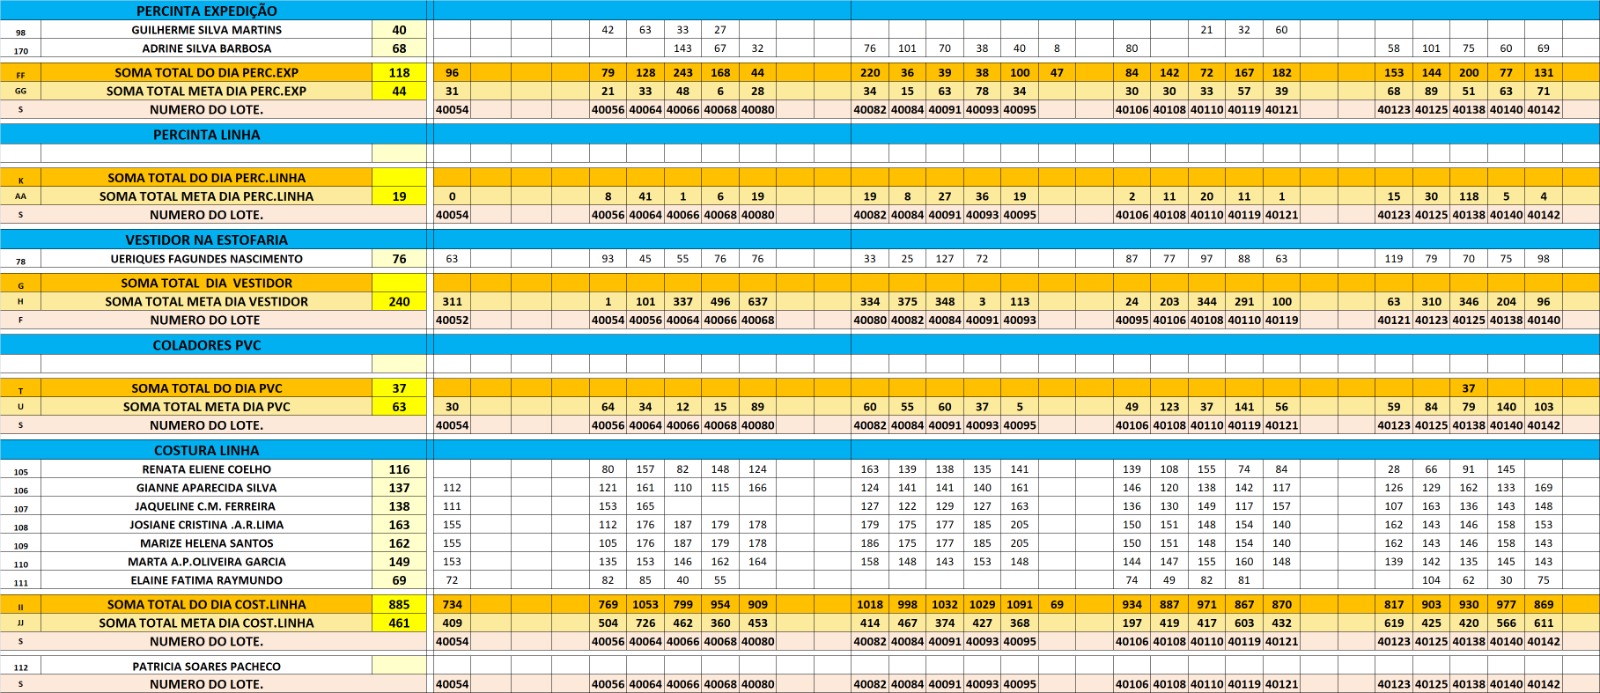 PERCINTA EXPEDIÇÃO
98 GUILHERME SILVA MARTINS 40 42 63 33 27 21 32 60
170 ADRINE SILVA BARBOSA 68 143 67 32 76 101 70 38 40 8 80 58 101 75 60 69
FF SOMA TOTAL DO DIA PERC.EXP 118 96 79 128 243 168 44 220 36 39 38 100 47 84 142 72 167 182 153 144 200 77 131
GG SOMA TOTAL META DIA PERC.EXP 44 31 21 33 48 6 28 34 15 63 78 34 30 30 33 57 39 68 89 51 63 71
S NUMERO DO LOTE. 40054 40056 40064 40066 40068 40080 40082 40084 40091 40093 40095 40106 40108 40110 40119 40121 40123 40125 40138 40140 40142
PERCINTA LINHA
K SOMA TOTAL DO DIA PERC.LINHA
AA SOMA TOTAL META DIA PERC.LINHA 19 0 8 41 1 6 19 19 8 27 36 19 2 11 20 11 1 15 30 118 5 4
S NUMERO DO LOTE. 40054 40056 40064 40066 40068 40080 40082 40084 40091 40093 40095 40106 40108 40110 40119 40121 40123 40125 40138 40140 40142
VESTIDOR NA ESTOFARIA
78 UERIQUES FAGUNDES NASCIMENTO 76 63 93 45 55 76 76 33 25 127 72 87 77 97 88 63 119 79 70 75 98
G SOMA TOTAL DIA VESTIDOR
H SOMA TOTAL META DIA VESTIDOR 240 311 1 101 337 496 637 334 375 348 3 113 24 203 344 291 100 63 310 346 204 96
F NUMERO DO LOTE 40052 40054 40056 40064 40066 40068 40080 40082 40084 40091 40093 40095 40106 40108 40110 40119 40121 40123 40125 40138 40140
COLADORES PVC
T SOMA TOTAL DO DIA PVC 37 37
U SOMA TOTAL META DIA PVC 63 30 64 34 12 15 89 60 55 60 37 5 49 123 37 141 56 59 84 79 140 103
S NUMERO DO LOTE. 40054 40056 40064 40066 40068 40080 40082 40084 40091 40093 40095 40106 40108 40110 40119 40121 40123 40125 40138 40140 40142
COSTURA LINHA
105 RENATA ELIENE COELHO 116 80 157 82 148 124 163 139 138 135 141 139 108 155 74 84 28 66 91 145
106 GIANNE APARECIDA SILVA 137 112 121 161 110 115 166 124 141 141 140 161 146 120 138 142 117 126 129 162 133 169
107 JAQUELINE C.M. FERREIRA 138 111 153 165 127 122 129 127 163 136 130 149 117 157 107 163 136 143 148
108 JOSIANE CRISTINA .A.R.LIMA 163 155 112 176 187 179 178 179 175 177 185 205 150 151 148 154 140 162 143 146 158 153
109 MARIZE HELENA SANTOS 162 155 105 176 187 179 178 186 175 177 185 205 150 151 148 154 140 162 143 146 158 143
110 MARTA A.P.OLIVEIRA GARCIA 149 153 135 153 146 162 164 158 148 143 153 148 144 147 155 160 148 139 142 135 145 143
111 ELAINE FATIMA RAYMUNDO 69 72 82 85 40 55 74 49 82 81 104 62 30 75
II SOMA TOTAL DO DIA COST.LINHA 885 734 769 1053 799 954 909 1018 998 1032 1029 1091 69 934 887 971 867 870 817 903 930 977 869
JJ SOMA TOTAL META DIA COST.LINHA 461 409 504 726 462 360 453 414 467 374 427 368 197 419 417 603 432 619 425 420 566 611
S NUMERO DO LOTE. 40054 40056 40064 40066 40068 40080 40082 40084 40091 40093 40095 40106 40108 40110 40119 40121 40123 40125 40138 40140 40142
112 PATRICIA SOARES PACHECO
S NUMERO DO LOTE. 40054 40056 40064 40066 40068 40080 40082 40084 40091 40093 40095 40106 40108 40110 40119 40121 40123 40125 40138 40140 40142